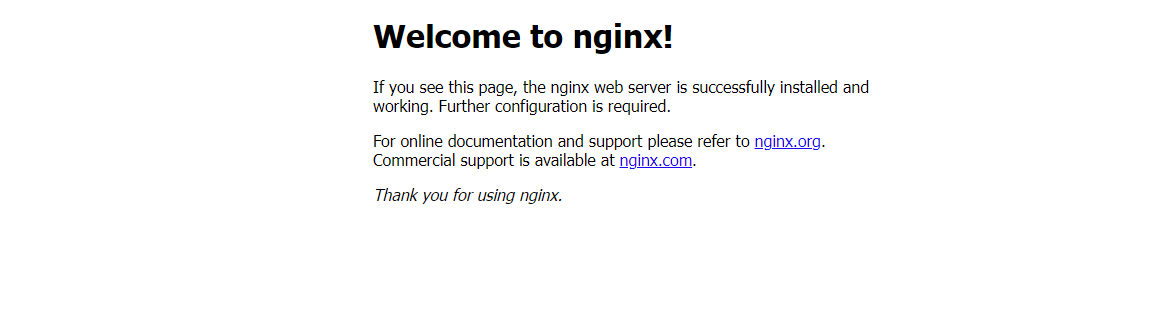 Welcome to nginx!
If you see this page, the nginx web server is successfully installed and
working. Further configuration is required.
For online documentation and support please refer to nginx.org.
Commercial support is available at nginx.com.
Thank you for using nginx.